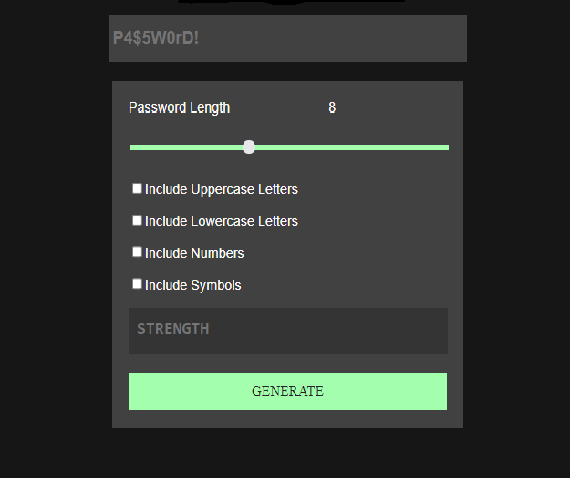 P4$5W0rD!
Password Length 8
Include Uppercase Letters
Include Lowercase Letters
Include Numbers
Include Symbols
STRENGTH
GENERATE